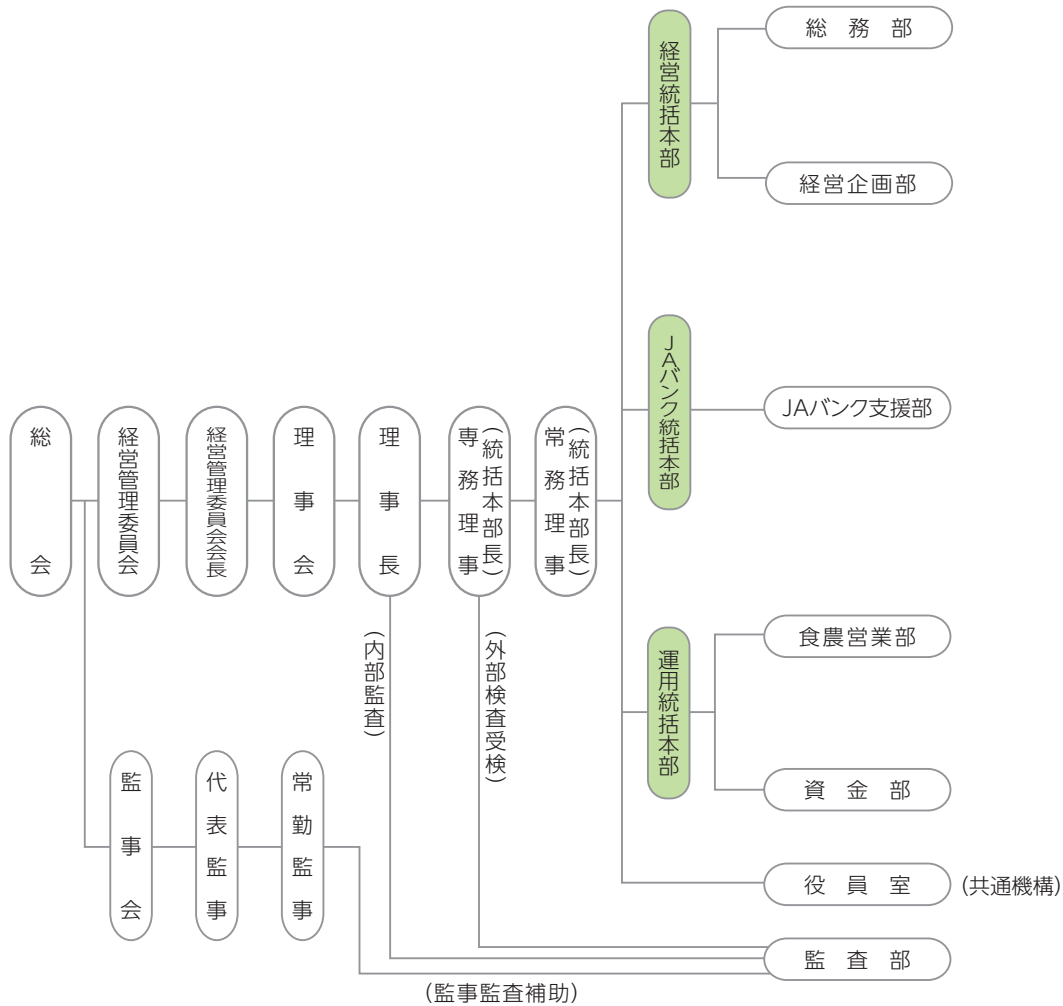 総務部
経営統括本部
経営企画部
JAバンク統括本部
JAバンク支援部
総会
経営管理委員会
経営管理委員会会長
理事会
理事長
専務理事
(統括本部長)
常務理事
(統括本部長)
(内部監査)
(外部検査受検)
運用統括本部
食農営業部
資金部
監事会
代表監事
常勤監事
役員室
(共通機構)
監査部
(監事監査補助)